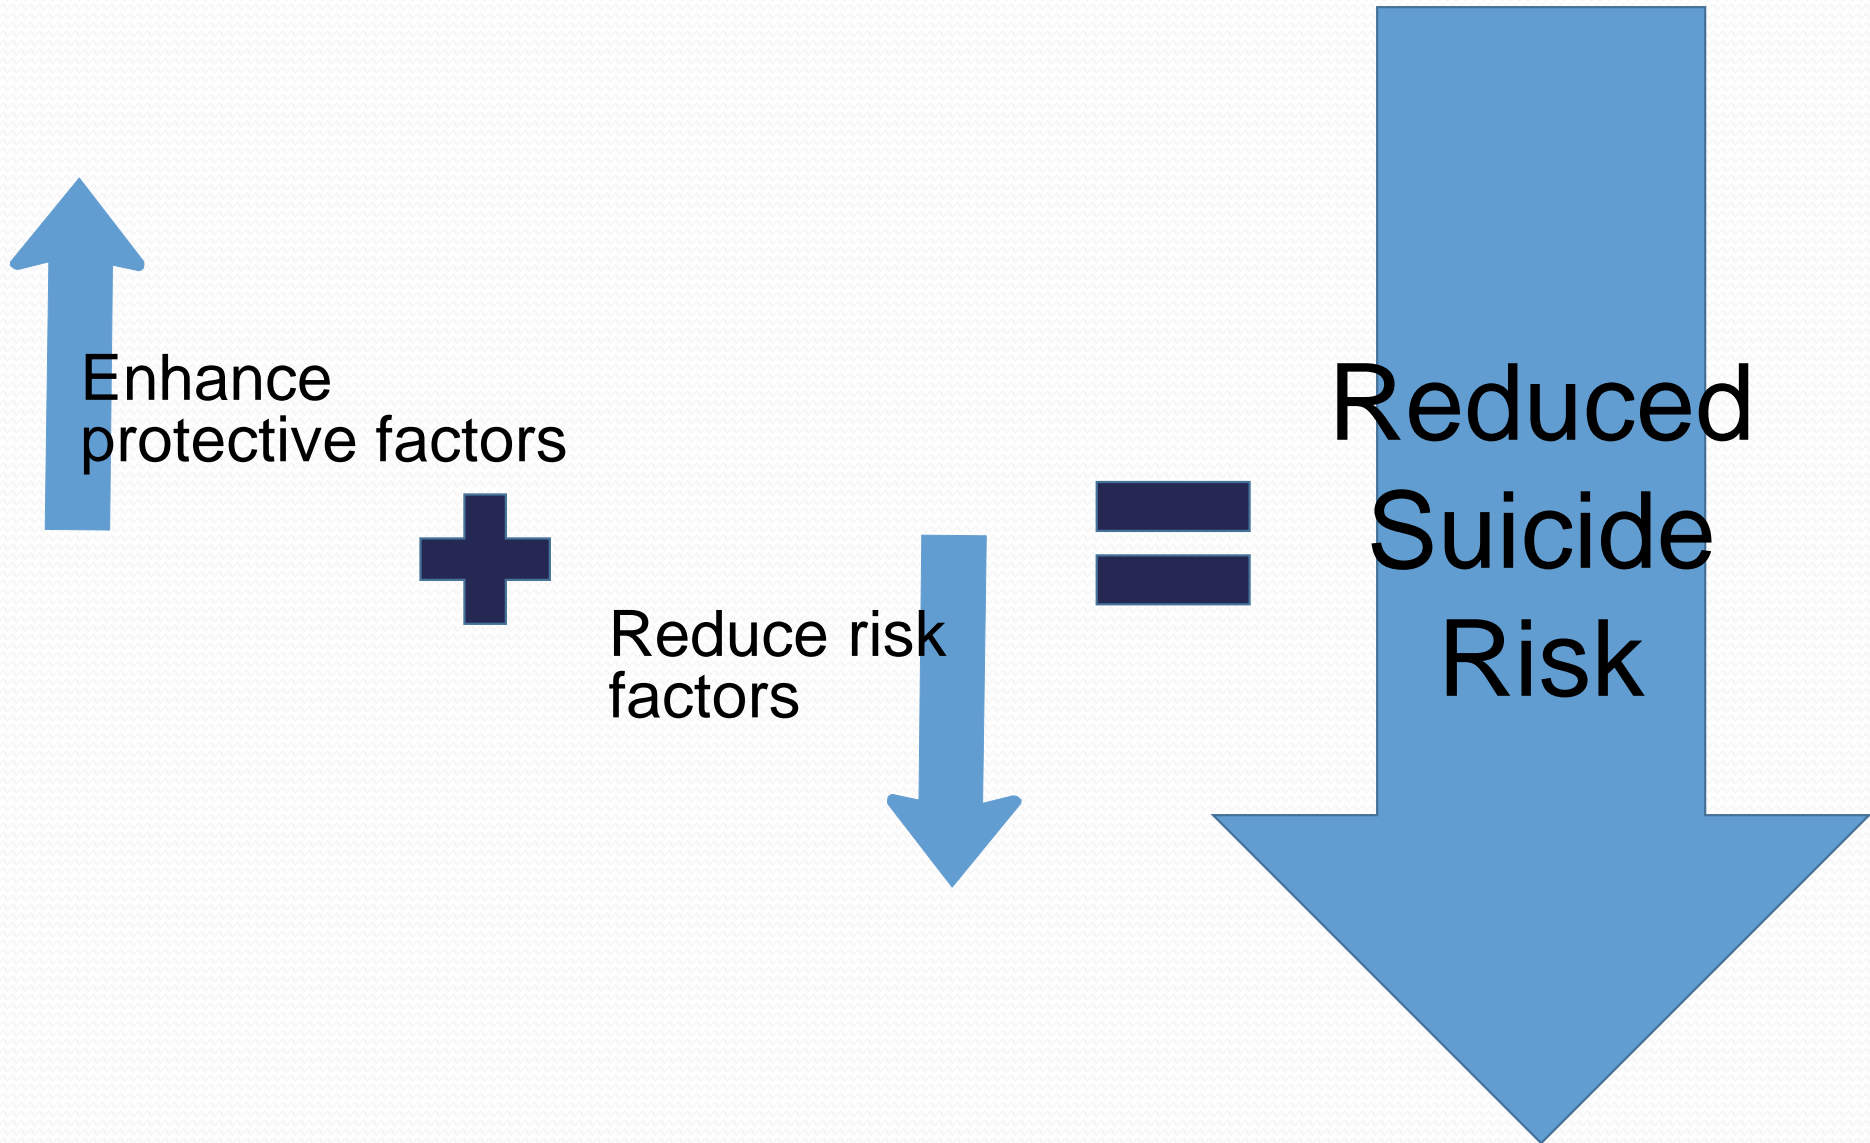 Enhance
protective factors
Reduce risk
factors
Reduced
Suicide
Risk